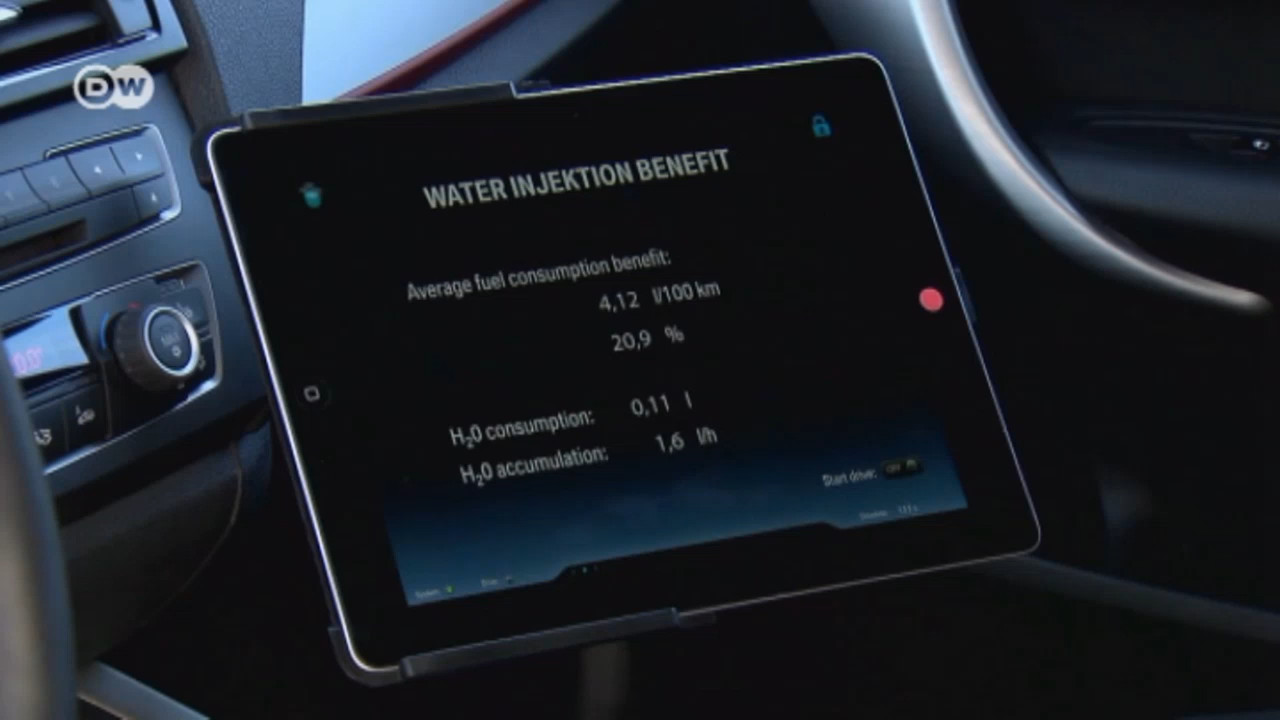 DW
WATER INJEKTION BENEFIT
Average fuel consumption benefit:
4,12 l/100 km
20,9 %
H₂0 consumption: 0,11 l
H₂0 accumulation: 1,6 l/h
Start drive: